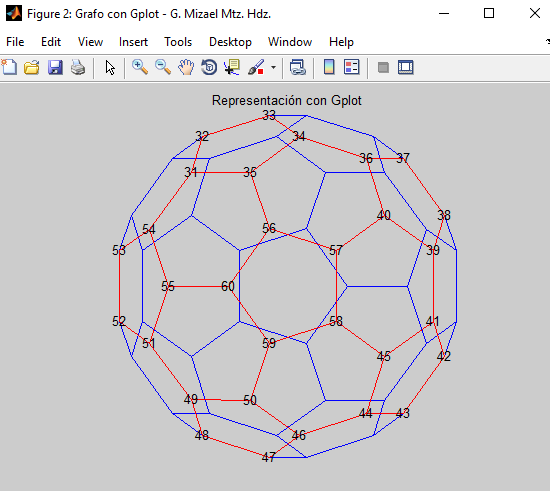 Figure 2: Grafo con Gplot - G. Mizael Mtz. Hdz.
File Edit View Insert Tools Desktop Window Help
Representación con Gplot
33
32 34
36 37
31 35
38
40
54 56
53 57 39
55 60
52 58 41
51 59
45 42
49 50
44 43
48 46
47